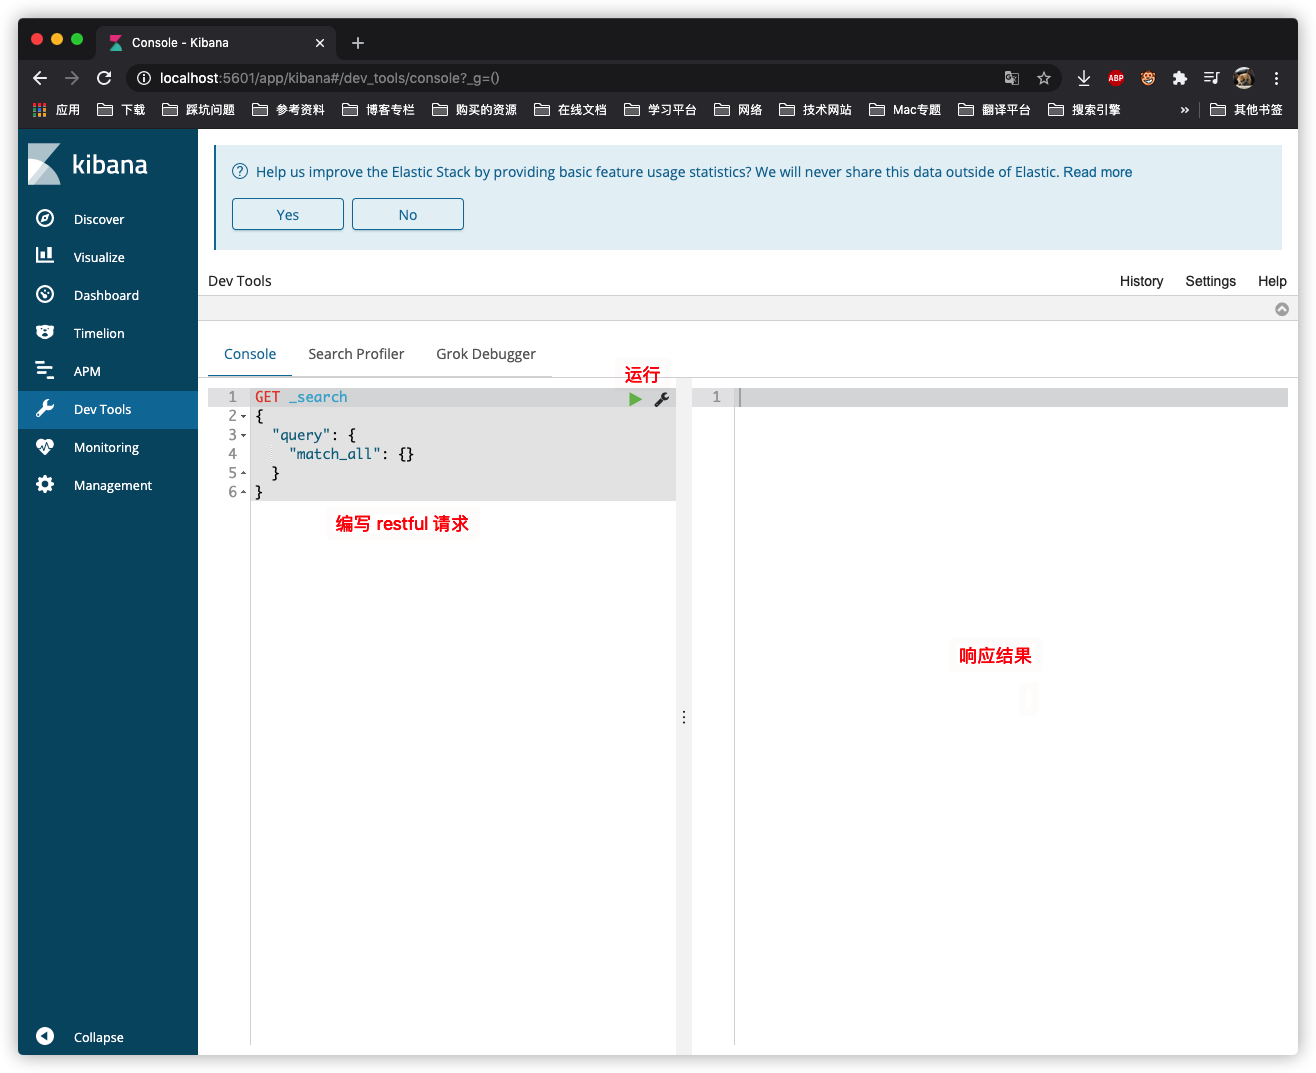 Console - Kibana
localhost:5601/app/kibana#/dev_tools/console?_g=()
ABP
应用 下载 踩坑问题 参考资料 博客专栏 购买的资源 在线文档 学习平台 网络 技术网站 Mac专题 翻译平台 搜索引擎 » 其他书签
kibana
Discover
Visualize
Dashboard
Timelion
APM
Dev Tools
Monitoring
Management
Collapse
Help us improve the Elastic Stack by providing basic feature usage statistics? We will never share this data outside of Elastic. Read more
Yes No
Dev Tools History Settings Help
Console Search Profiler Grok Debugger
运行
1 GET _search
2 {
3 "query": {
4 "match_all": {}
5 }
6 }
编写 restful 请求
1
响应结果